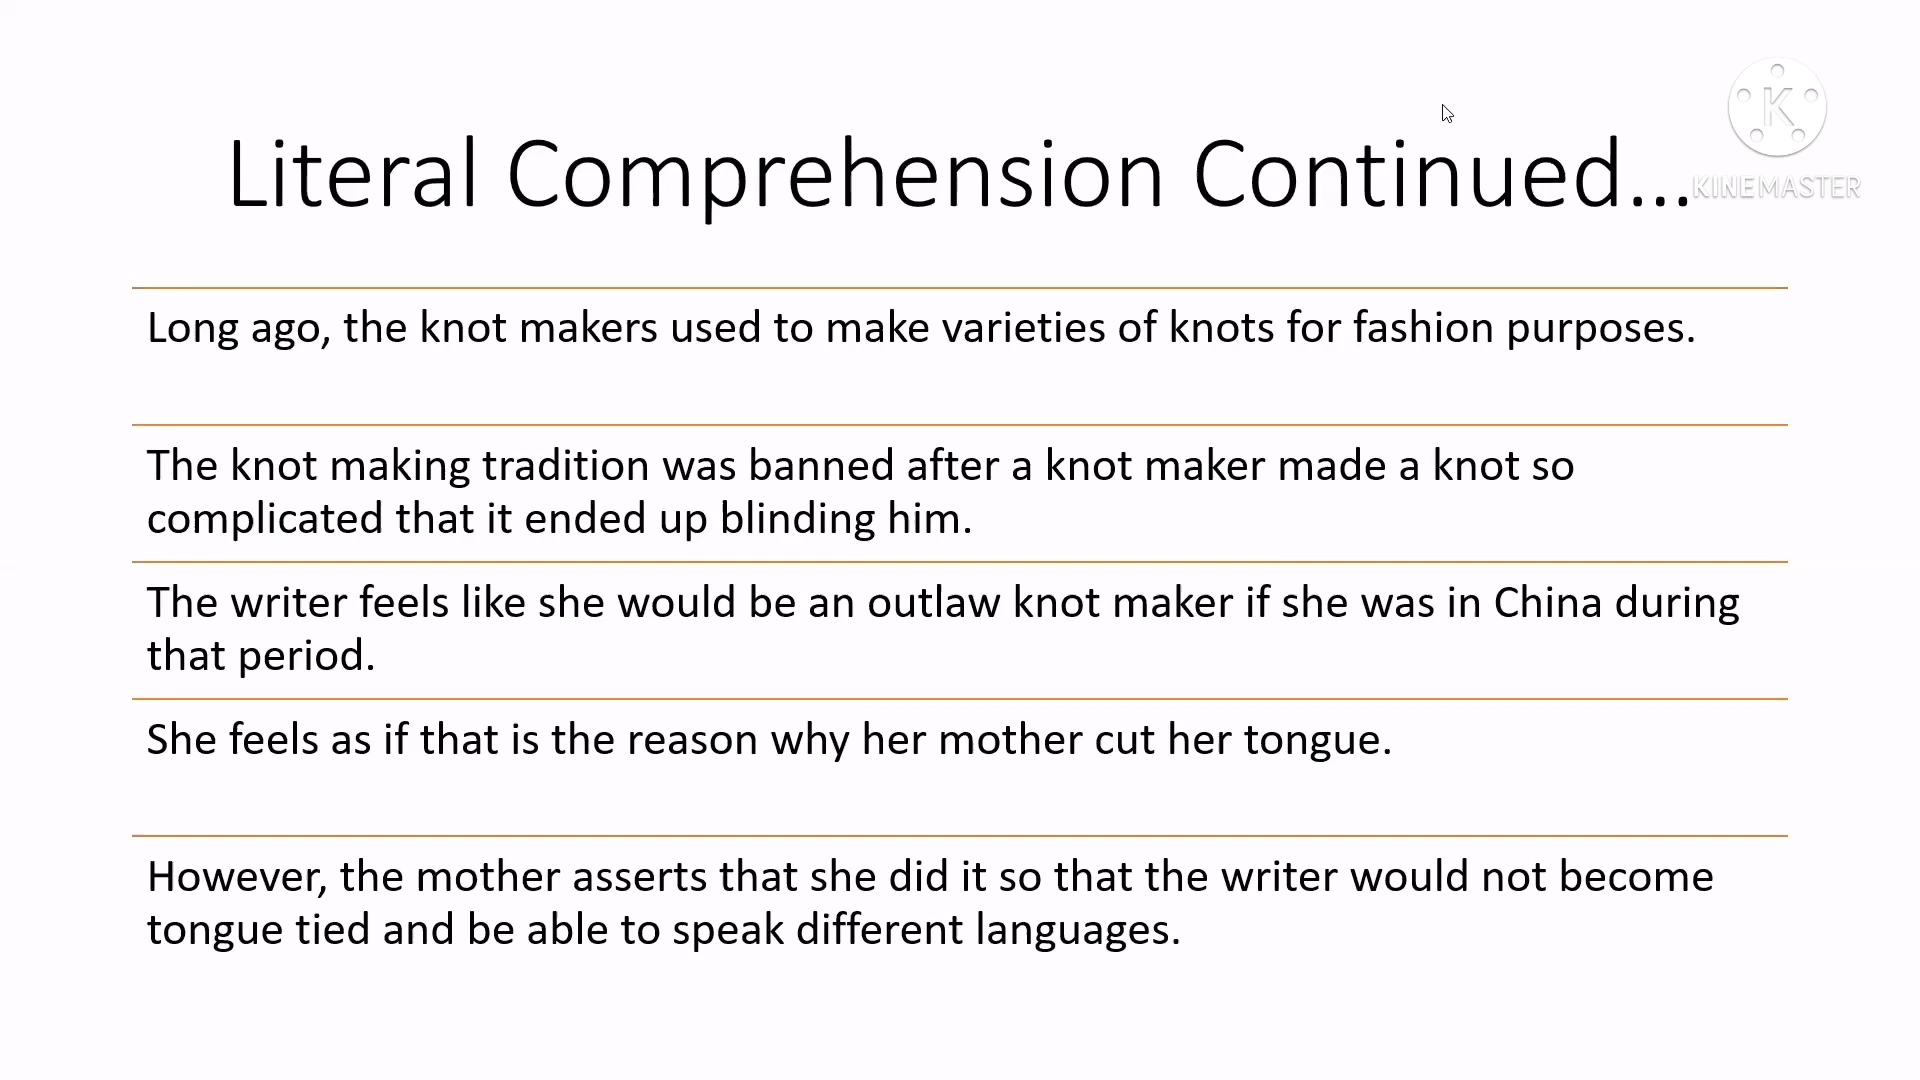 Literal Comprehension Continued...
K
KINEMASTER
Long ago, the knot makers used to make varieties of knots for fashion purposes.
The knot making tradition was banned after a knot maker made a knot so
complicated that it ended up blinding him.
The writer feels like she would be an outlaw knot maker if she was in China during
that period.
She feels as if that is the reason why her mother cut her tongue.
However, the mother asserts that she did it so that the writer would not become
tongue tied and be able to speak different languages.